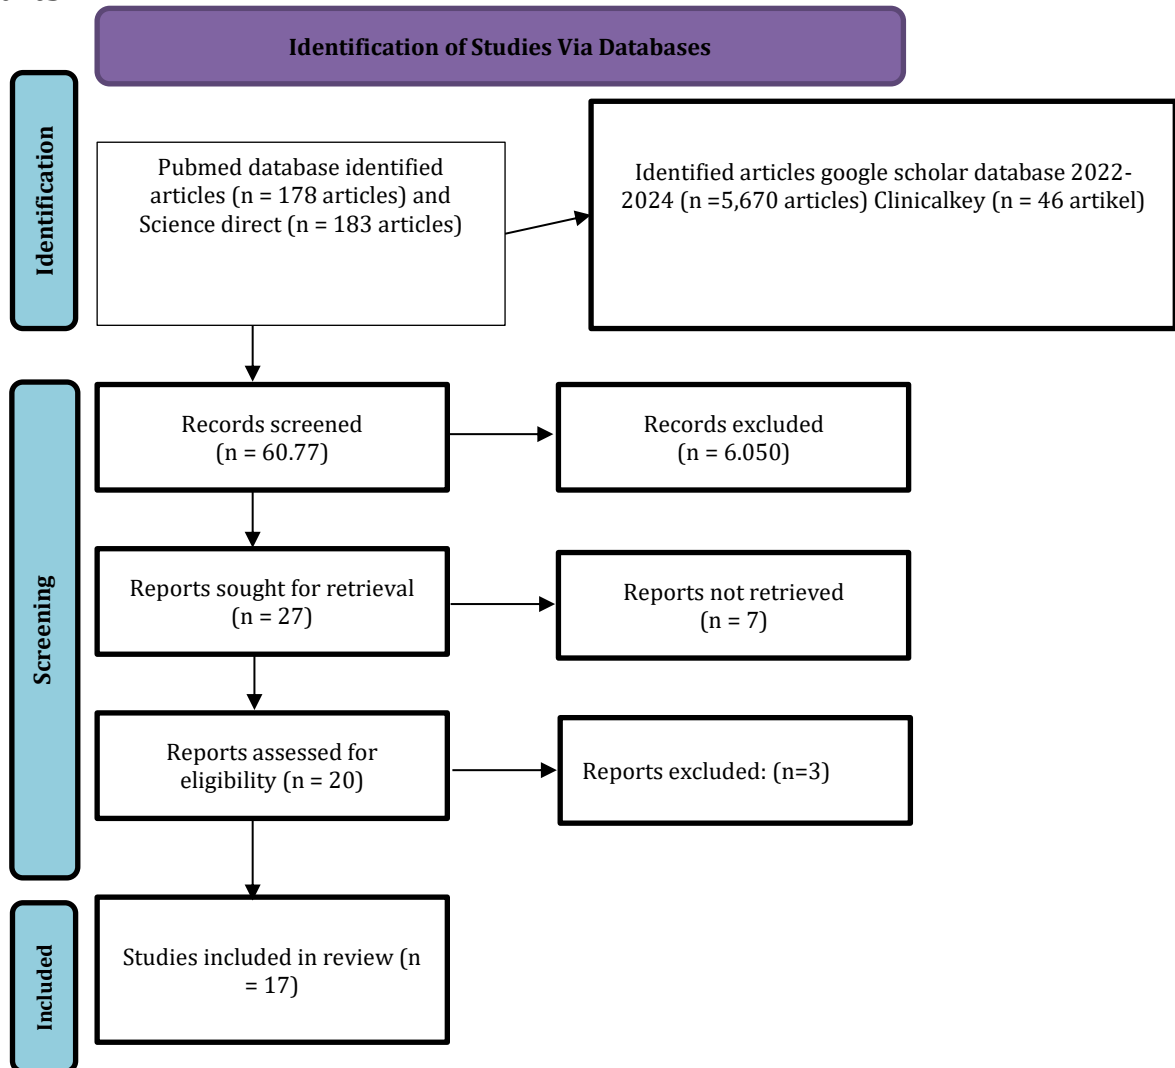 Identification of Studies Via Databases
Identification
Pubmed database identified
articles (n = 178 articles) and
Science direct (n = 183 articles)
Identified articles google scholar database 2022-
2024 (n =5,670 articles) Clinicalkey (n = 46 artikel)
Screening
Records screened
(n = 60.77)
Records excluded
(n = 6.050)
Reports sought for retrieval
(n = 27)
Reports not retrieved
(n = 7)
Reports assessed for
eligibility (n = 20)
Reports excluded: (n=3)
Included
Studies included in review (n
= 17)